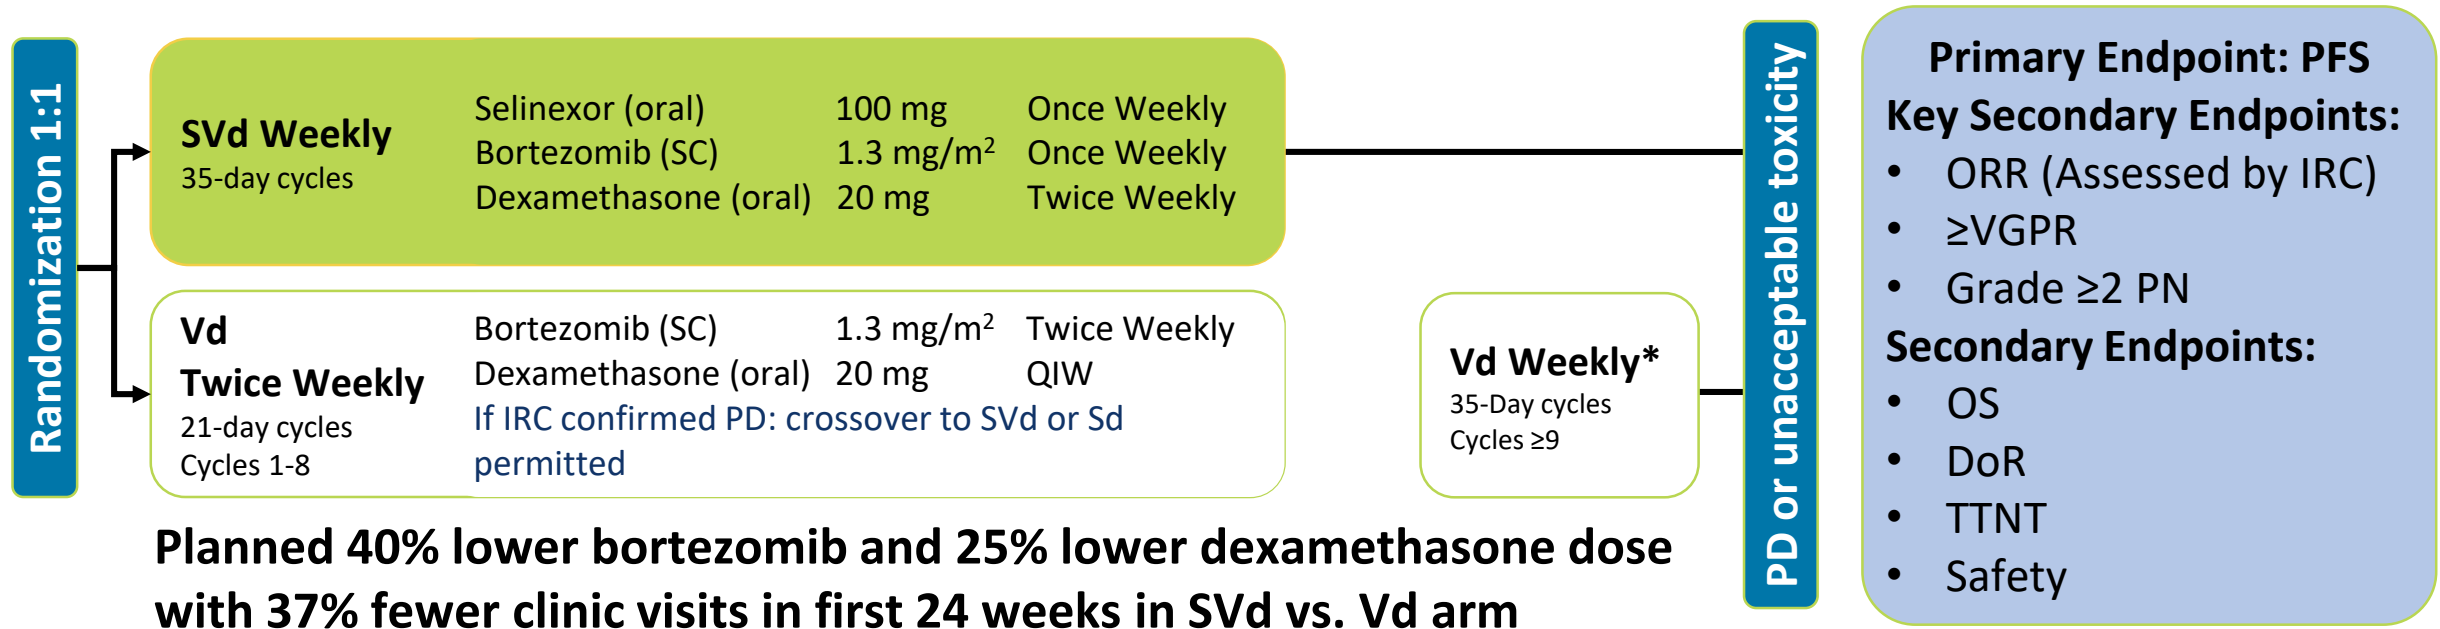 Randomization 1:1
SVd Weekly
35-day cycles
Selinexor (oral) 100 mg Once Weekly
Bortezomib (SC) 1.3 mg/m² Once Weekly
Dexamethasone (oral) 20 mg Twice Weekly
Vd
Twice Weekly
21-day cycles
Cycles 1-8
Bortezomib (SC) 1.3 mg/m² Twice Weekly
Dexamethasone (oral) 20 mg QIW
If IRC confirmed PD: crossover to SVd or Sd
permitted
Vd Weekly*
35-Day cycles
Cycles ≥9
PD or unacceptable toxicity
Primary Endpoint: PFS
Key Secondary Endpoints:
• ORR (Assessed by IRC)
• ≥VGPR
• Grade ≥2 PN
Secondary Endpoints:
• OS
• DoR
• TTNT
• Safety
Planned 40% lower bortezomib and 25% lower dexamethasone dose
with 37% fewer clinic visits in first 24 weeks in SVd vs. Vd arm